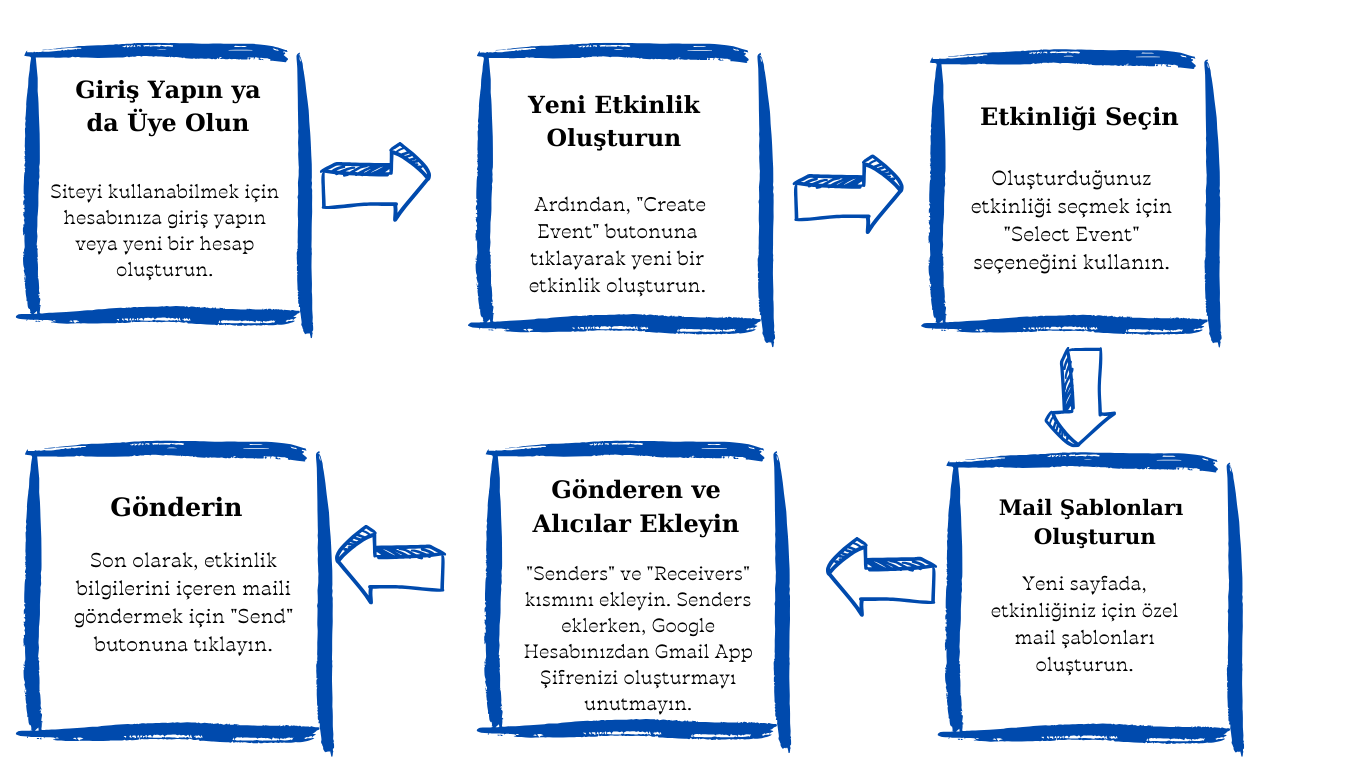 Giriş Yapın ya
da Üye Olun
Siteyi kullanabilmek için
hesabınıza giriş yapın
veya yeni bir hesap
oluşturun.
Yeni Etkinlik
Oluşturun
Ardından, "Create
Event" butonuna
tıklayarak yeni bir
etkinlik oluşturun.
Etkinliği Seçin
Oluşturduğunuz
etkinliği seçmek için
"Select Event"
seçeneğini kullanın.
Mail Şablonları
Oluşturun
Yeni sayfada,
etkinliğiniz için özel
mail şablonları
oluşturun.
Gönderen ve
Alıcılar Ekleyin
"Senders" ve "Receivers"
kısmını ekleyin. Senders
eklerken, Google
Hesabınızdan Gmail App
Şifrenizi oluşturmayı
unutmayın.
Gönderin
Son olarak, etkinlik
bilgilerini içeren maili
göndermek için "Send"
butonuna tıklayın.